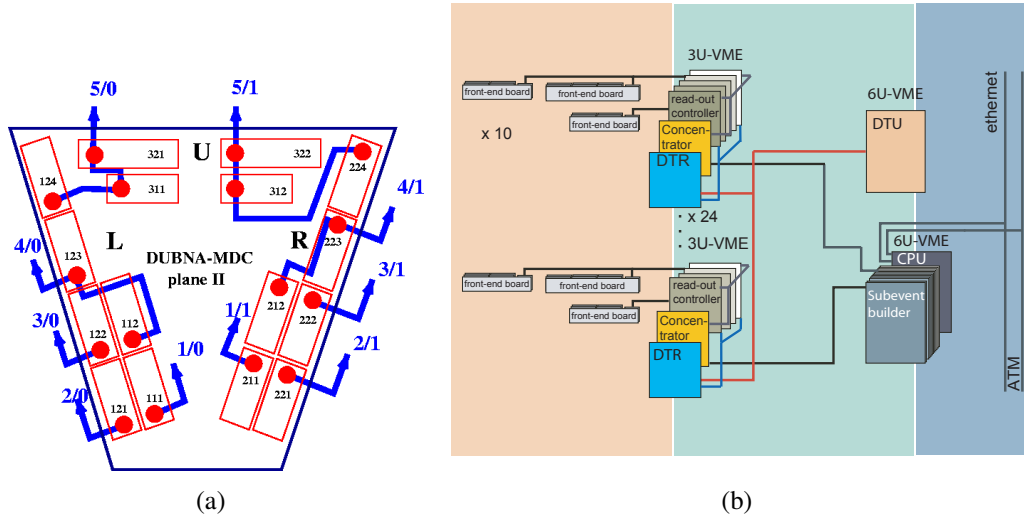 5/0
5/1
U
321
322
224
124
311
312
4/1
L
R
223
4/0
123
DUBNA-MDC
plane II
3/1
3/0
212
1/1
222
122
112
1/0
2/1
211
221
2/0
121
111
(a)
3U-VME
6U-VME
ethernet
front-end board
front-end board
read-out
controller
DTU
x 10
front-end board
Concen-
trator
DTR
x 24
3U-VME
6U-VME
CPU
front-end board
front-end board
read-out
controller
Subevent
builder
front-end board
Concen-
trator
DTR
ATM
(b)